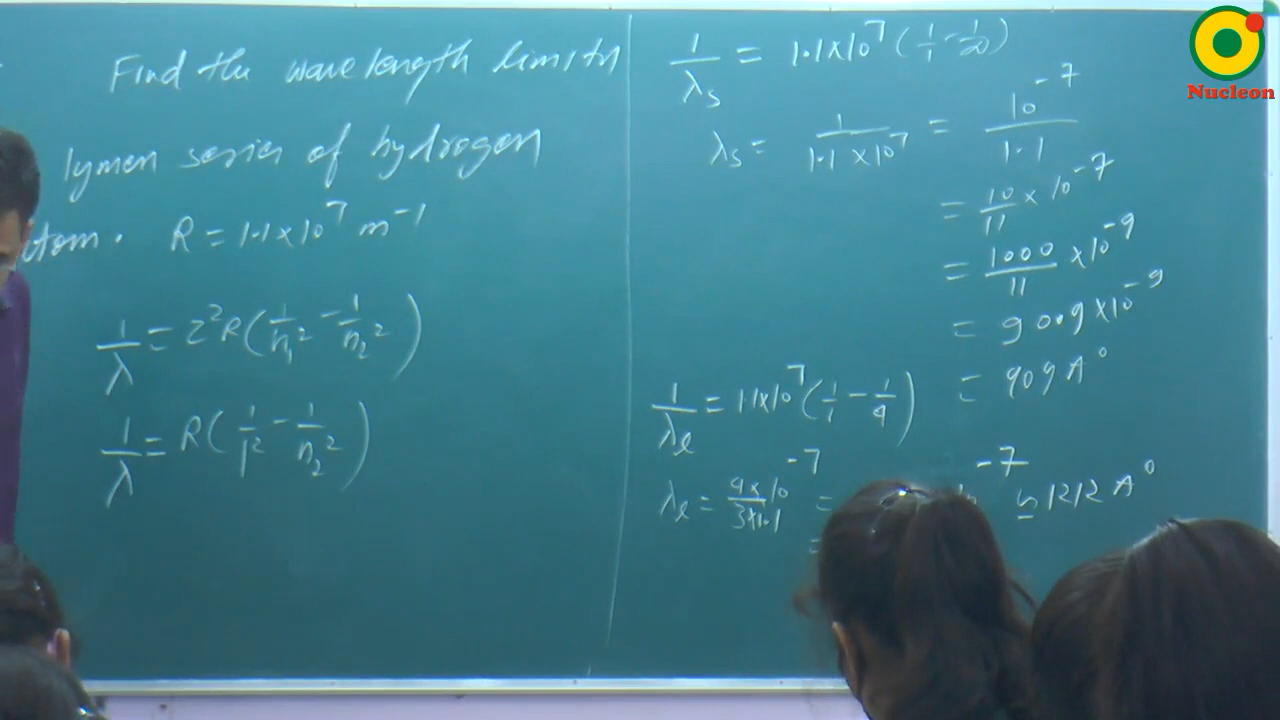 Find the wave length limits
lymen series of hydrogen
atom. R = 1.1×10⁷ m⁻¹
1/λ = Z²R(1/n₁² - 1/n₂²)
1/λ = R(1/1² - 1/n₂²)
1/λs = 1.1×10⁷(1/1 - 1/∞)
λs = 1/1.1×10⁷ = 10⁻⁷/1.1
= 10/11 × 10⁻⁷
= 1000/11 × 10⁻⁹
= 90.9×10⁻⁹
= 909 A°
1/λℓ = 1.1×10⁷(1/1 - 1/4)
λℓ = 4×10⁻⁷/3×1.1 = -7 ≃ 1212 A°
=
Nucleon